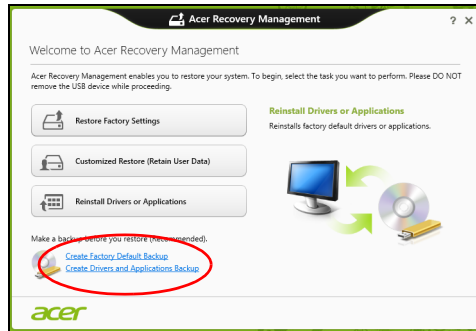 Acer Recovery Management
? X
Welcome to Acer Recovery Management
Acer Recovery Management enables you to restore your system. To begin, select the task you want to perform. Please DO NOT
remove the USB device while proceeding.
Restore Factory Settings
Customized Restore (Retain User Data)
Reinstall Drivers or Applications
Reinstall Drivers or Applications
Reinstalls factory default drivers or applications.
Make a backup before you restore (Recommended).
Create Factory Default Backup
Create Drivers and Applications Backup
acer